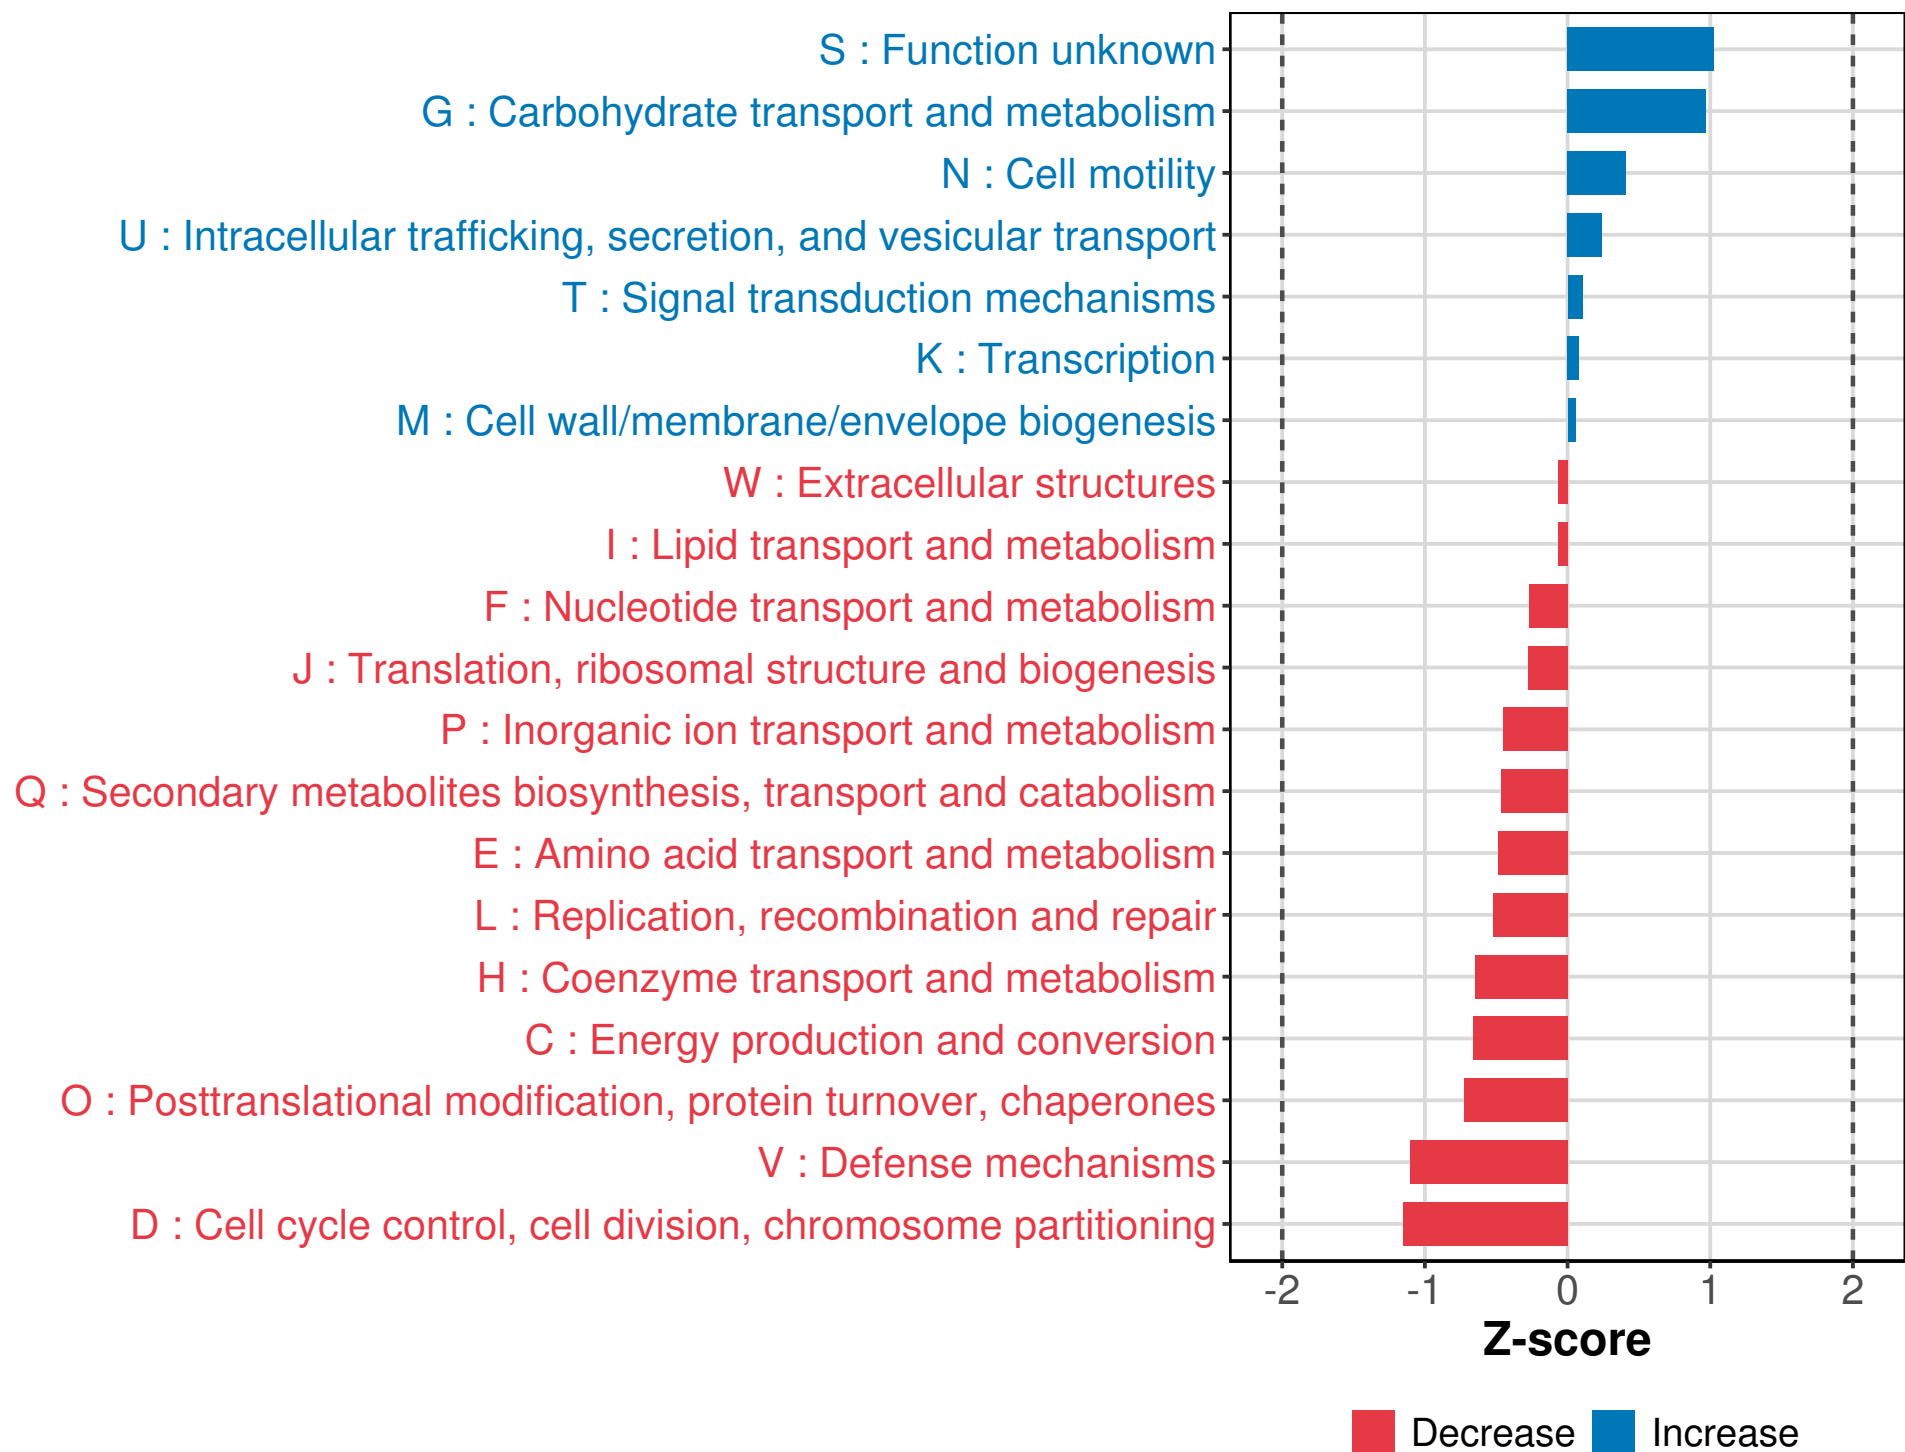 S : Function unknown
G : Carbohydrate transport and metabolism
N : Cell motility
U : Intracellular trafficking, secretion, and vesicular transport
T : Signal transduction mechanisms
K : Transcription
M : Cell wall/membrane/envelope biogenesis
W : Extracellular structures
I : Lipid transport and metabolism
F : Nucleotide transport and metabolism
J : Translation, ribosomal structure and biogenesis
P : Inorganic ion transport and metabolism
Q : Secondary metabolites biosynthesis, transport and catabolism
E : Amino acid transport and metabolism
L : Replication, recombination and repair
H : Coenzyme transport and metabolism
C : Energy production and conversion
O : Posttranslational modification, protein turnover, chaperones
V : Defense mechanisms
D : Cell cycle control, cell division, chromosome partitioning
-2 -1 0 1 2
Z-score
Decrease Increase